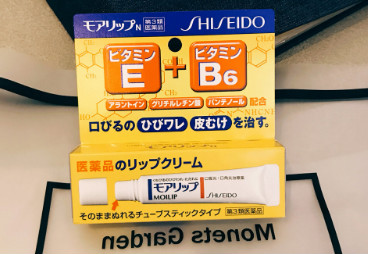 モアリップN 第3類医薬品 SHISEIDO
ビタミン E + ビタミン B6
アラントイン グリチルレチン酸 パンテノール 配合
口びるの ひびワレ 皮むけ を治す。
医薬品のリップクリーム
モアリップ
MOILIP
SHISEIDO
そのままぬれるチューブスティックタイプ 第3類医薬品
Monets Garden